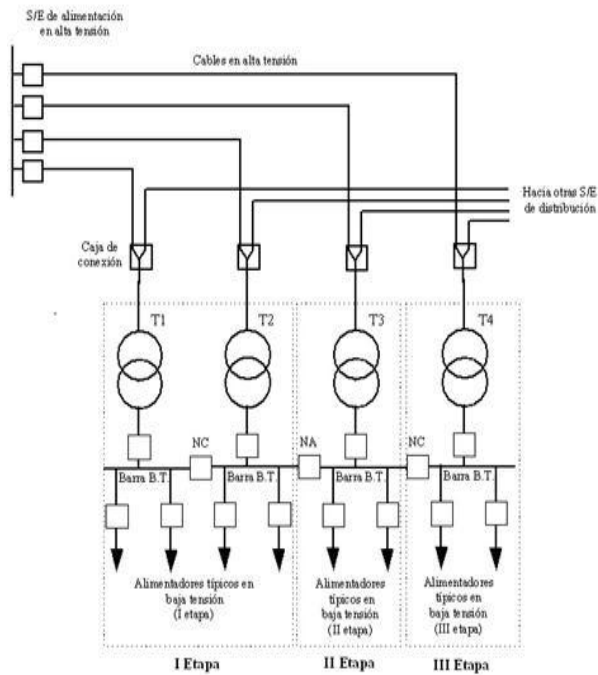 S/E de alimentación
en alta tensión
Cables en alta tensión
Hacia otras S/E
de distribución
Caja de
conexión
T1
T2
T3
T4
NC
NA
NC
Barra B.T.
Barra B.T.
Barra B.T.
Barra B.T.
Alimentadores típicos en
baja tensión
(I etapa)
Alimentadores
típicos en
baja tensión
(II etapa)
Alimentadores
típicos en
baja tensión
(III etapa)
I Etapa
II Etapa
III Etapa